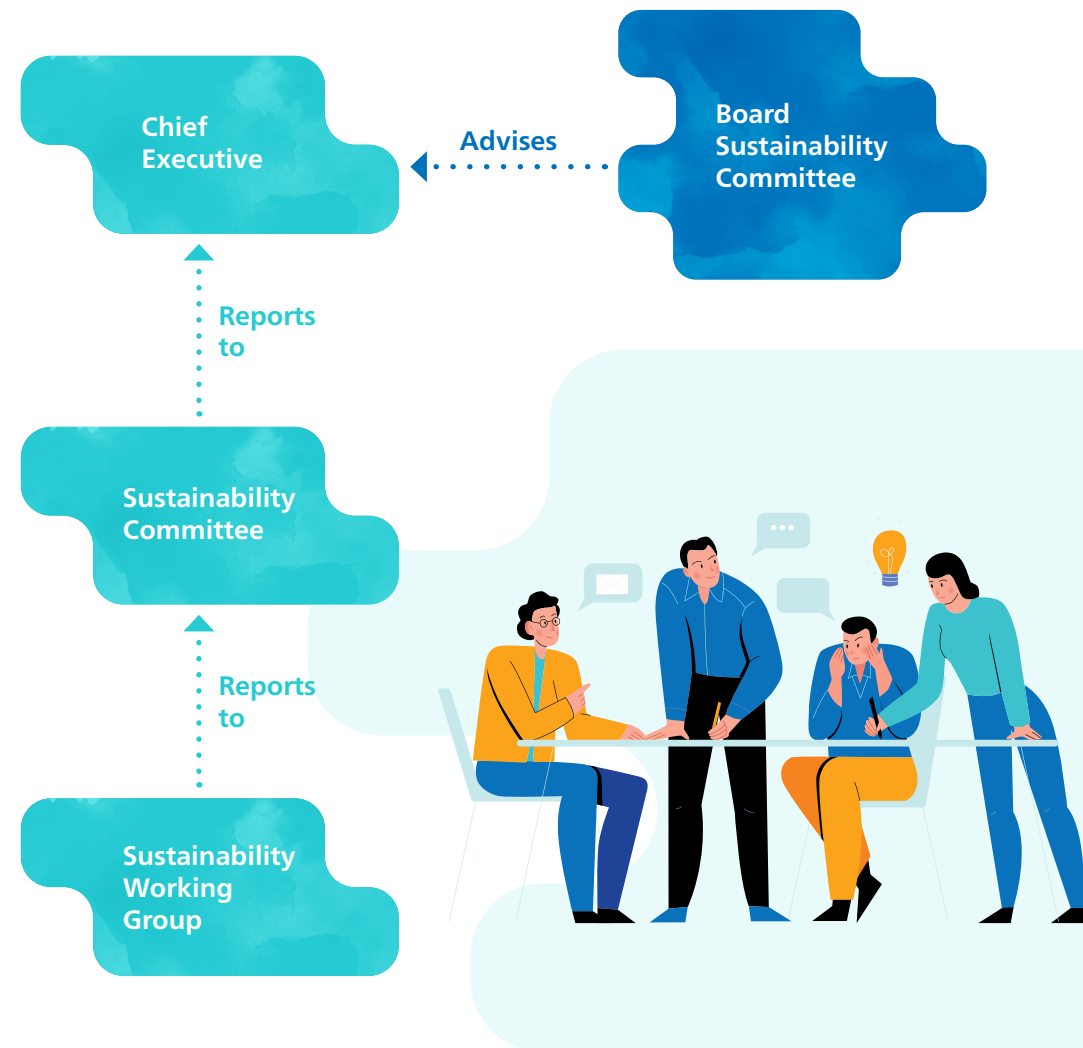 Chief
Executive
Advises
Board
Sustainability
Committee
Reports
to
Sustainability
Committee
Reports
to
Sustainability
Working
Group